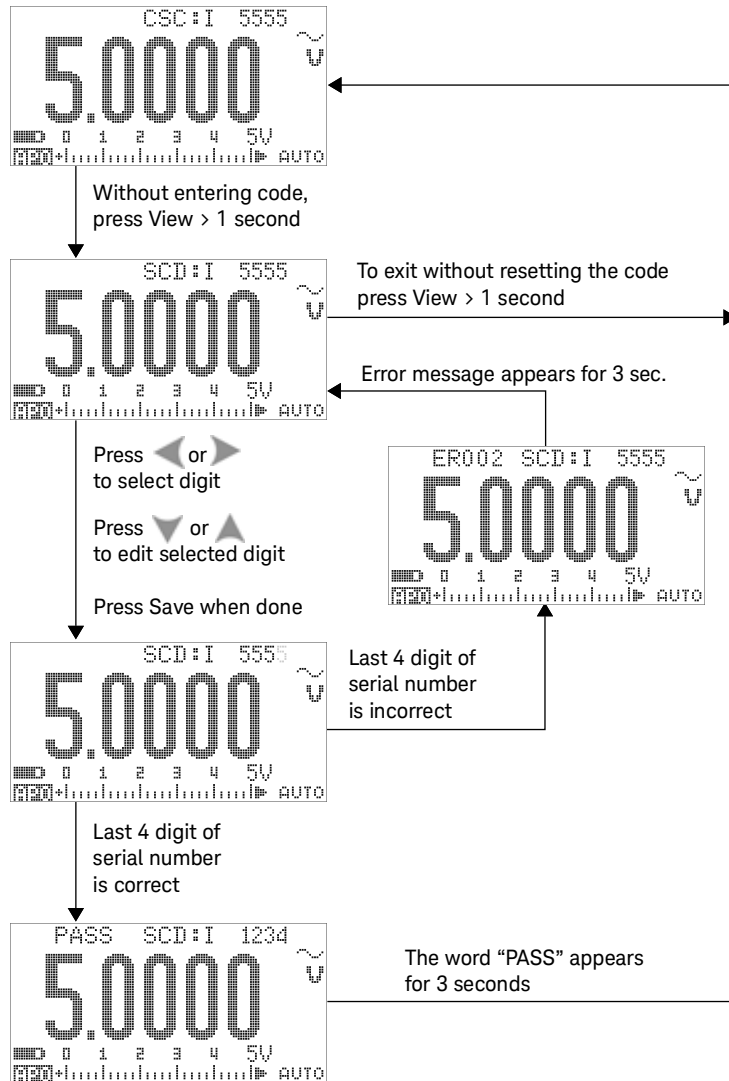 CSC:I 5555
5.0000
0 1 2 3 4 5V
APO AUTO
Without entering code,
press View > 1 second
SCD:I 5555
5.0000
0 1 2 3 4 5V
APO AUTO
To exit without resetting the code
press View > 1 second
Error message appears for 3 sec.
Press or
to select digit
Press or
to edit selected digit
Press Save when done
ER002 SCD:I 5555
5.0000
0 1 2 3 4 5V
APO AUTO
SCD:I 5555
5.0000
0 1 2 3 4 5V
APO AUTO
Last 4 digit of
serial number
is incorrect
Last 4 digit of
serial number
is correct
PASS SCD:I 1234
5.0000
0 1 2 3 4 5V
APO AUTO
The word “PASS” appears
for 3 seconds